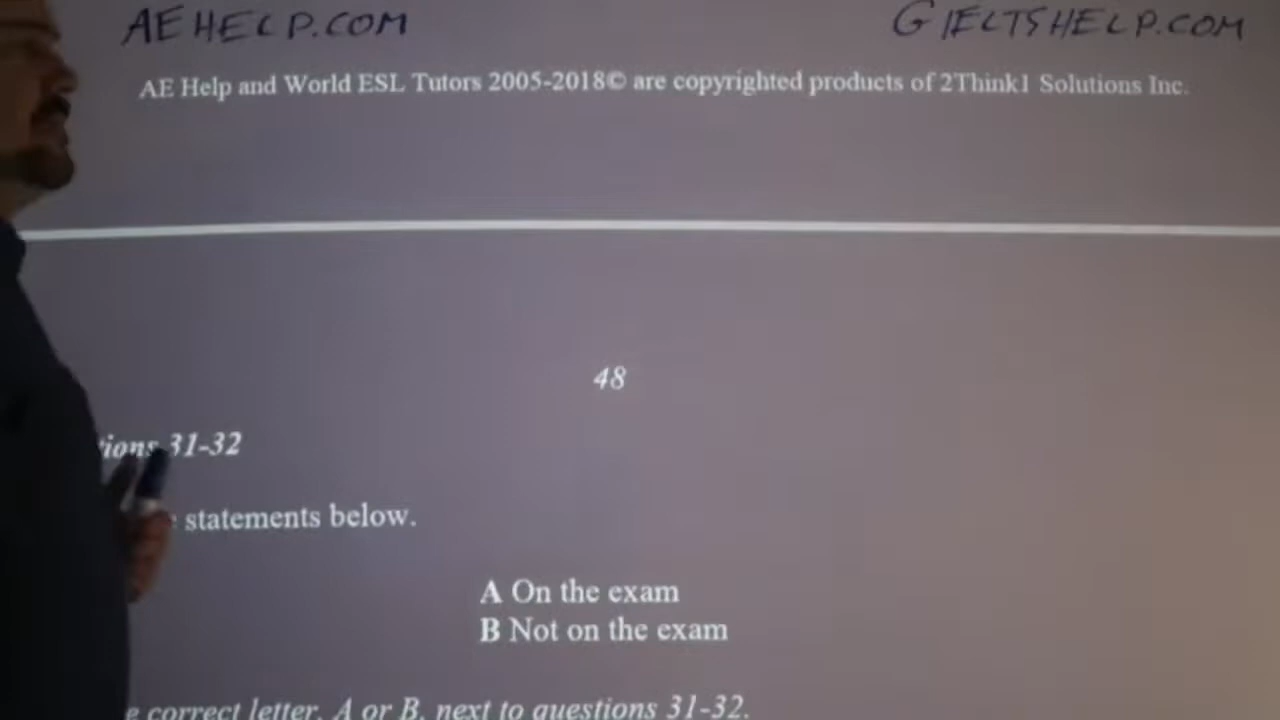 AEHELP.COM
GIELTSHELP.COM
AE Help and World ESL Tutors 2005-2018© are copyrighted products of 2Think1 Solutions Inc.
48
tions 31-32
statements below.
A On the exam
B Not on the exam
e correct letter, A or B, next to questions 31-32.